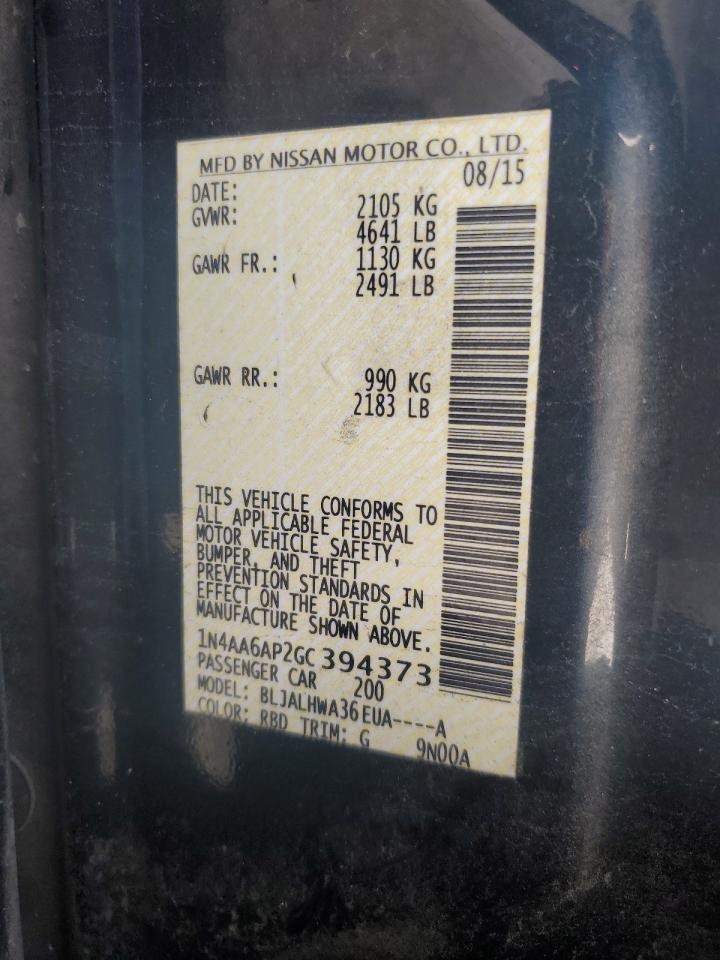 MFD BY NISSAN MOTOR CO., LTD.
DATE: 08/15
GVWR: 2105 KG
4641 LB
GAWR FR.: 1130 KG
2491 LB
GAWR RR.: 990 KG
2183 LB
THIS VEHICLE CONFORMS TO
ALL APPLICABLE FEDERAL
MOTOR VEHICLE SAFETY,
BUMPER, AND THEFT
PREVENTION STANDARDS IN
EFFECT ON THE DATE OF
MANUFACTURE SHOWN ABOVE.
1N4AA6AP2GC394373
PASSENGER CAR 200
MODEL: BLJALHWA36EUA----A
COLOR: RBD TRIM: G 9N00A